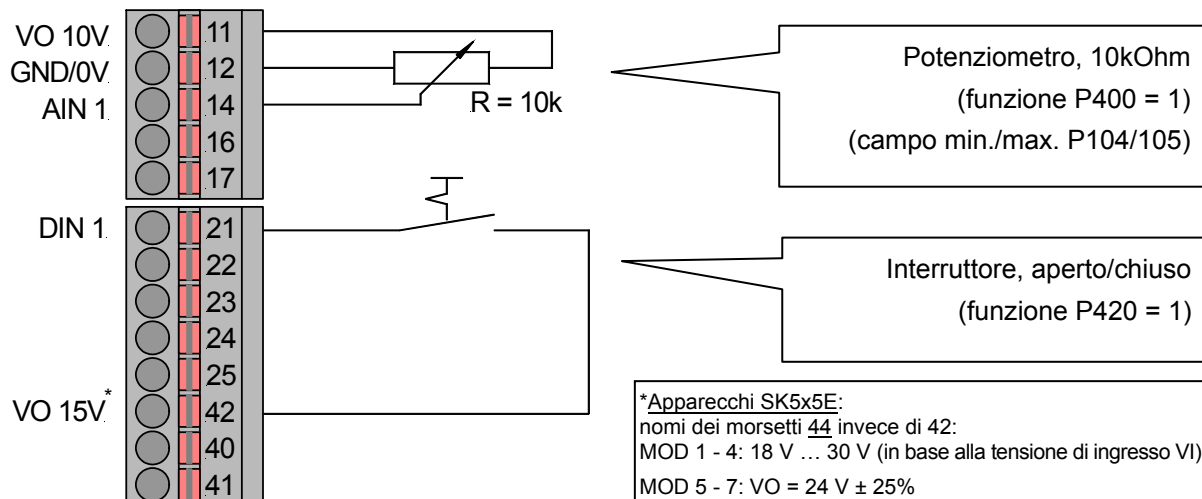 VO 10V
11
GND/0V
12
AIN 1
14
R = 10k
16
17
Potenziometro, 10kOhm
(funzione P400 = 1)
(campo min./max. P104/105)
DIN 1
21
22
23
24
25
VO 15V*
42
40
41
Interruttore, aperto/chiuso
(funzione P420 = 1)
*Apparecchi SK5x5E:
nomi dei morsetti 44 invece di 42:
MOD 1 - 4: 18 V … 30 V (in base alla tensione di ingresso VI)
MOD 5 - 7: VO = 24 V ± 25%